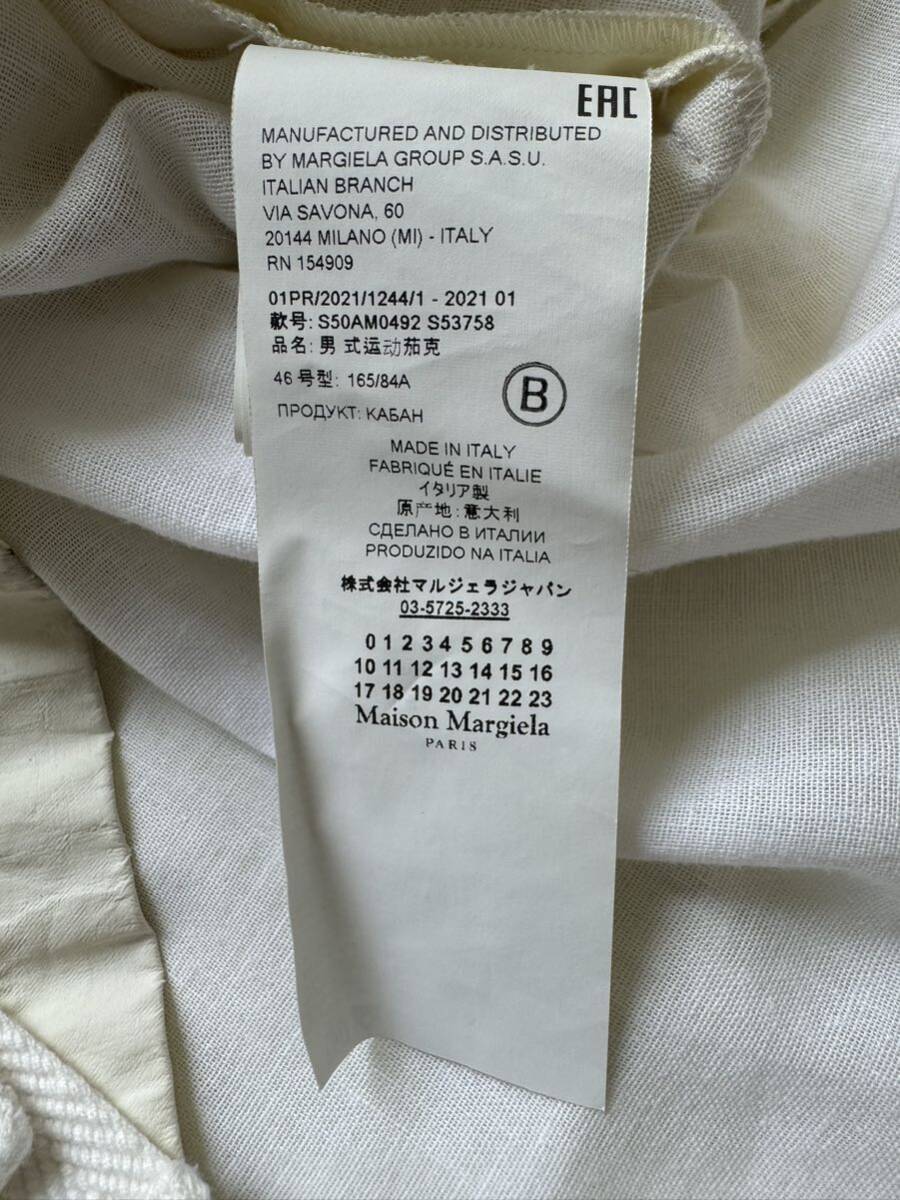 EAC
MANUFACTURED AND DISTRIBUTED
BY MARGIELA GROUP S.A.S.U.
ITALIAN BRANCH
VIA SAVONA, 60
20144 MILANO (MI) - ITALY
RN 154909
01PR/2021/1244/1 - 2021 01
款号: S50AM0492 S53758
品名: 男 式运动茄克
46 号型: 165/84A
B
ПРОДУКТ: КАБАН
MADE IN ITALY
FABRIQUÉ EN ITALIE
イタリア製
原产地: 意大利
СДЕЛАНО В ИТАЛИИ
PRODUZIDO NA ITALIA
株式会社マルジェラジャパン
03-5725-2333
0 1 2 3 4 5 6 7 8 9
10 11 12 13 14 15 16
17 18 19 20 21 22 23
Maison Margiela
PARIS